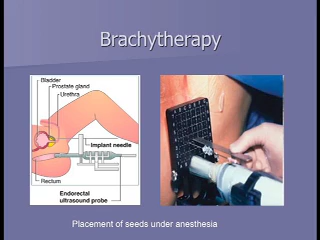 Brachytherapy
Bladder
Prostate gland
Urethra
Implant needle
Rectum
Endorectal
ultrasound probe
Placement of seeds under anesthesia